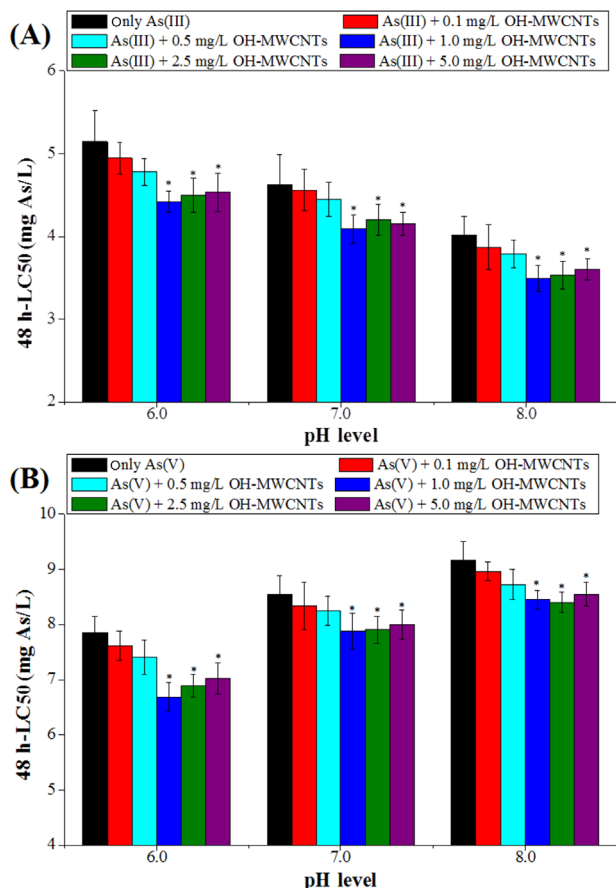 (A)
Only As(III)
As(III) + 0.1 mg/L OH-MWCNTs
As(III) + 0.5 mg/L OH-MWCNTs
As(III) + 1.0 mg/L OH-MWCNTs
As(III) + 2.5 mg/L OH-MWCNTs
As(III) + 5.0 mg/L OH-MWCNTs
48 h-LC50 (mg As/L)
6
5
4
3
2
* * *
* * *
* * *
6.0 7.0 8.0
pH level
(B)
Only As(V)
As(V) + 0.1 mg/L OH-MWCNTs
As(V) + 0.5 mg/L OH-MWCNTs
As(V) + 1.0 mg/L OH-MWCNTs
As(V) + 2.5 mg/L OH-MWCNTs
As(V) + 5.0 mg/L OH-MWCNTs
48 h-LC50 (mg As/L)
10
9
8
7
6
5
4
* * *
* * *
* * *
6.0 7.0 8.0
pH level